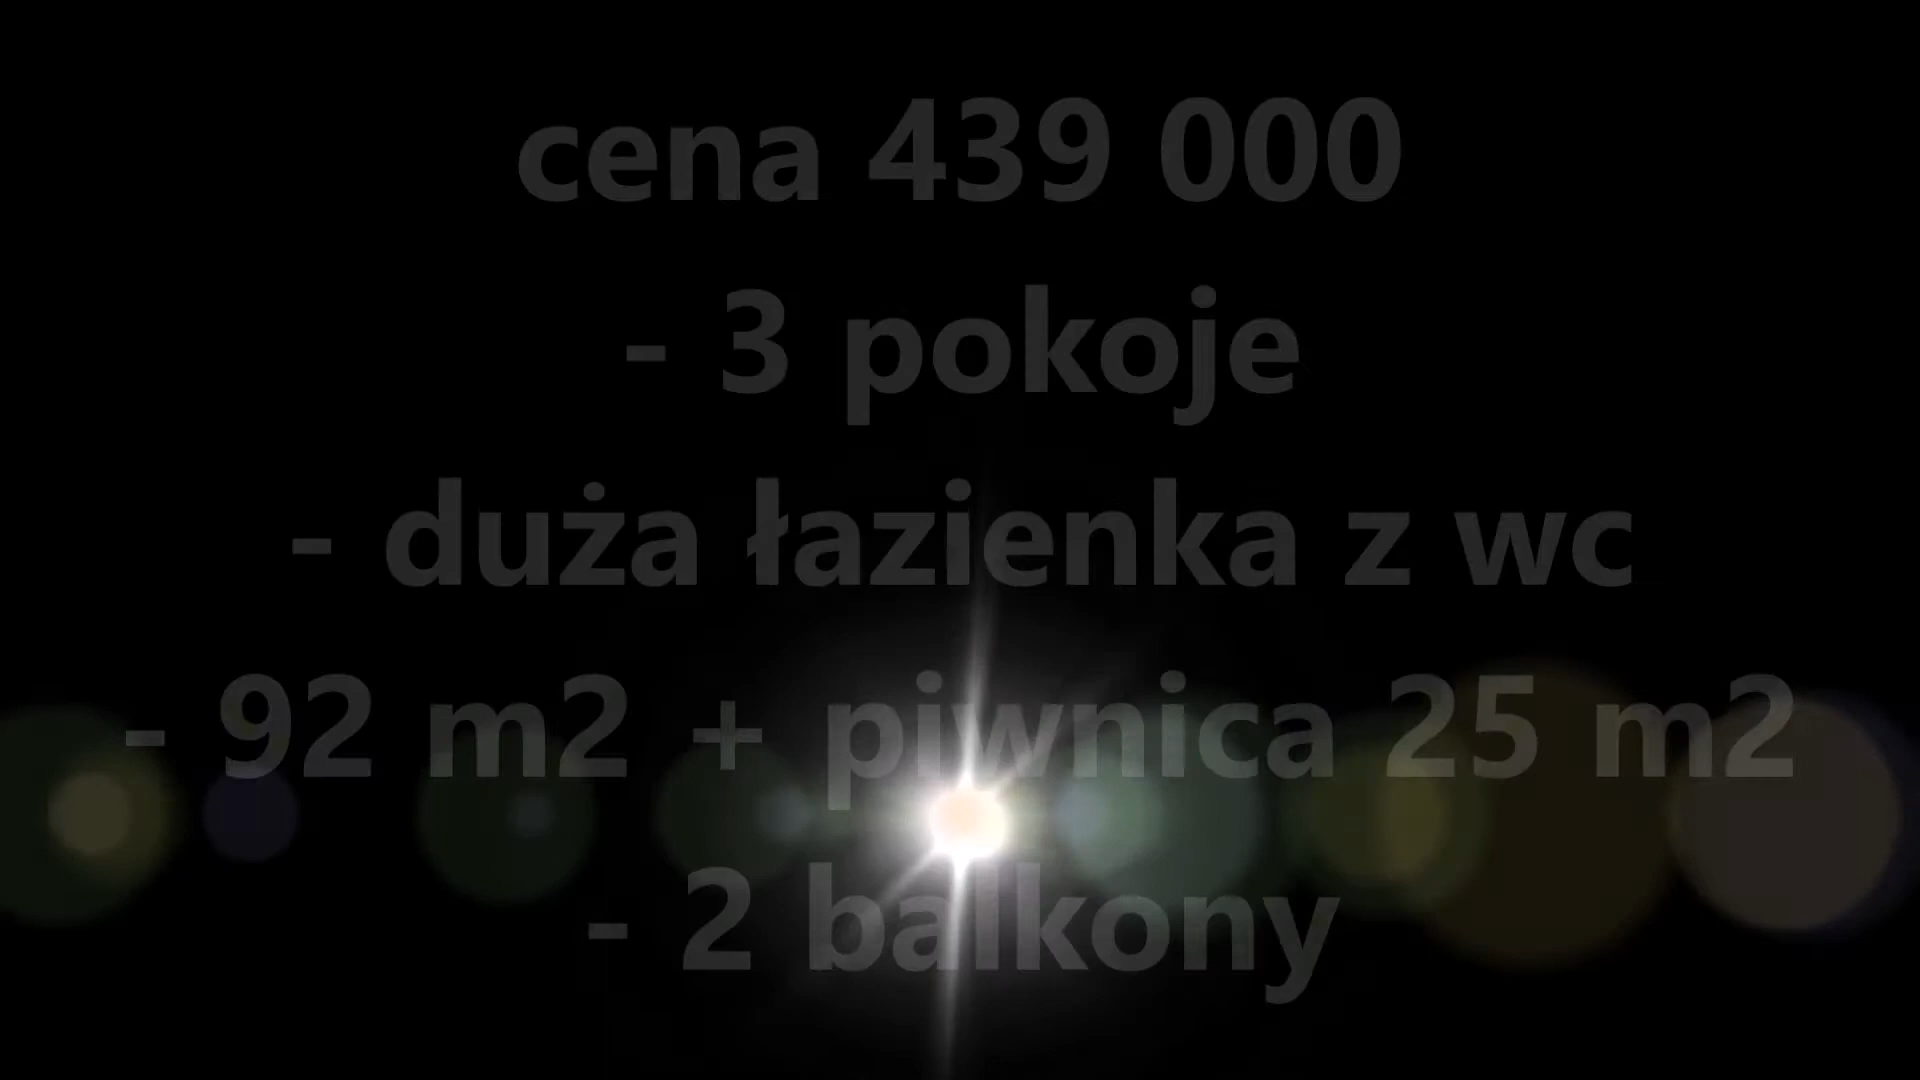 cena 439 000
- 3 pokoje
- duża łazienka z wc
- 92 m2 + piwnica 25 m2
- 2 balkony